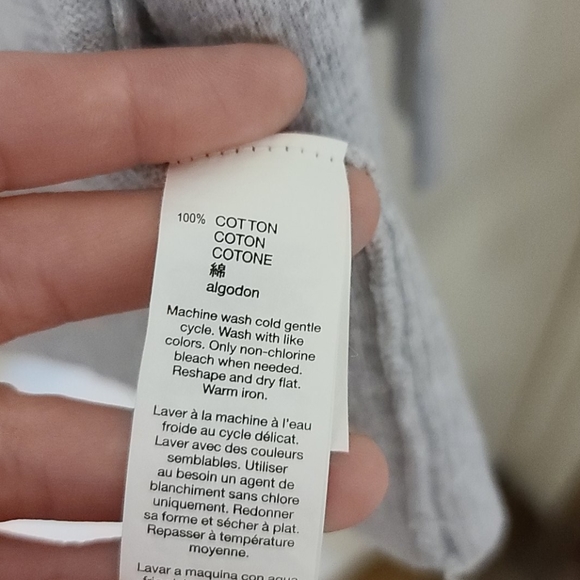 100% COTTON
COTON
COTONE
綿
algodon
Machine wash cold gentle
cycle. Wash with like
colors. Only non-chlorine
bleach when needed.
Reshape and dry flat.
Warm iron.
Laver à la machine à l'eau
froide au cycle délicat.
Laver avec des couleurs
semblables. Utiliser
au besoin un agent de
blanchiment sans chlore
uniquement. Redonner
sa forme et sécher à plat.
Repasser à température
moyenne.
Lavar a maquina con agua